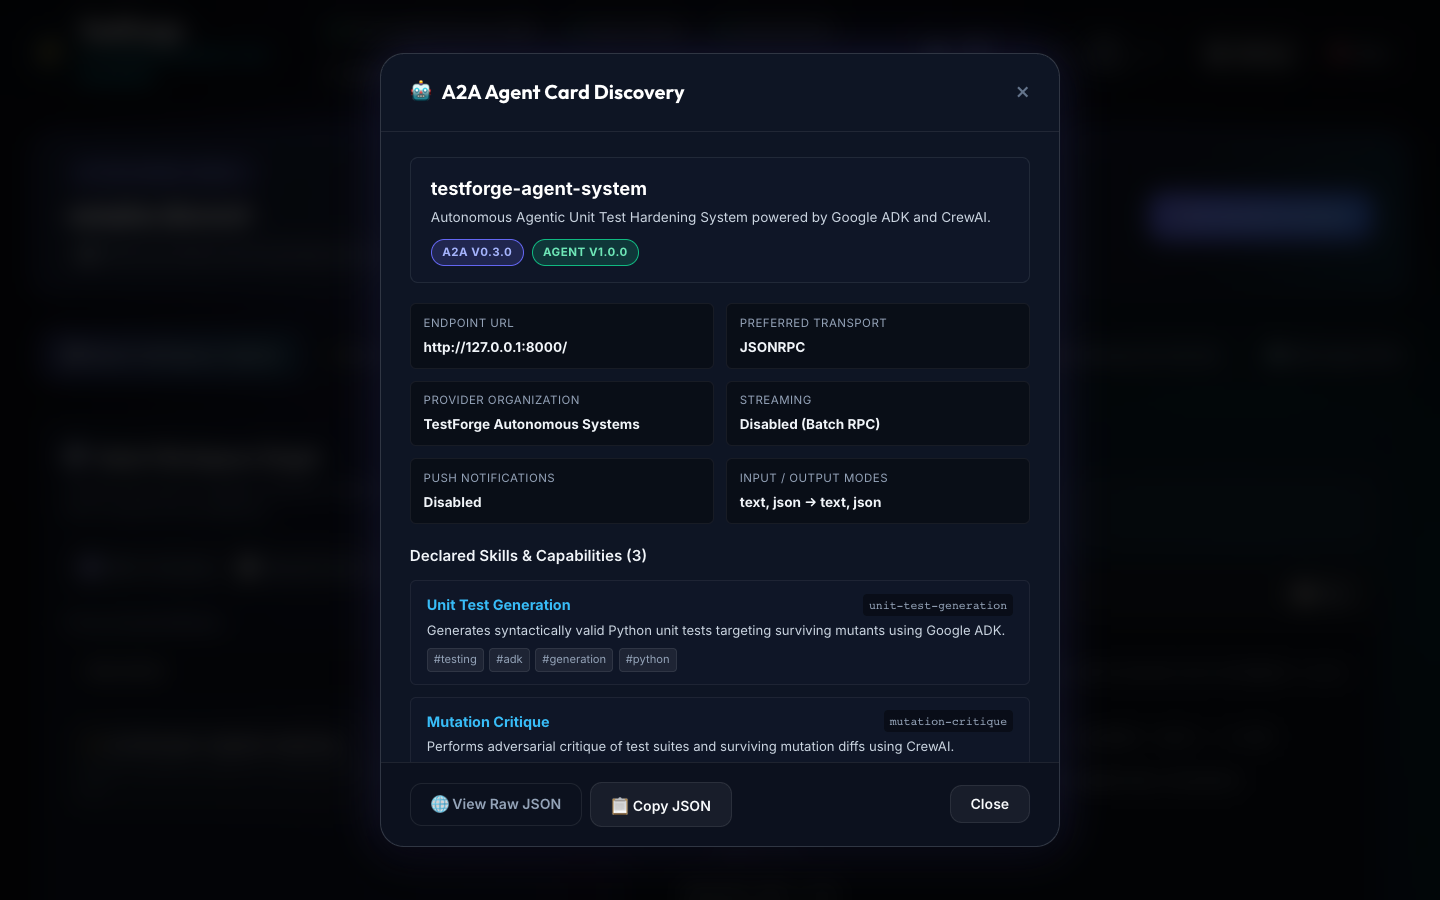 A2A Agent Card Discovery
×
testforge-agent-system
Autonomous Agentic Unit Test Hardening System powered by Google ADK and CrewAI.
A2A V0.3.0
AGENT V1.0.0
ENDPOINT URL
http://127.0.0.1:8000/
PREFERRED TRANSPORT
JSONRPC
PROVIDER ORGANIZATION
TestForge Autonomous Systems
STREAMING
Disabled (Batch RPC)
PUSH NOTIFICATIONS
Disabled
INPUT / OUTPUT MODES
text, json → text, json
Declared Skills & Capabilities (3)
Unit Test Generation
unit-test-generation
Generates syntactically valid Python unit tests targeting surviving mutants using Google ADK.
#testing #adk #generation #python
Mutation Critique
mutation-critique
Performs adversarial critique of test suites and surviving mutation diffs using CrewAI.
View Raw JSON
Copy JSON
Close